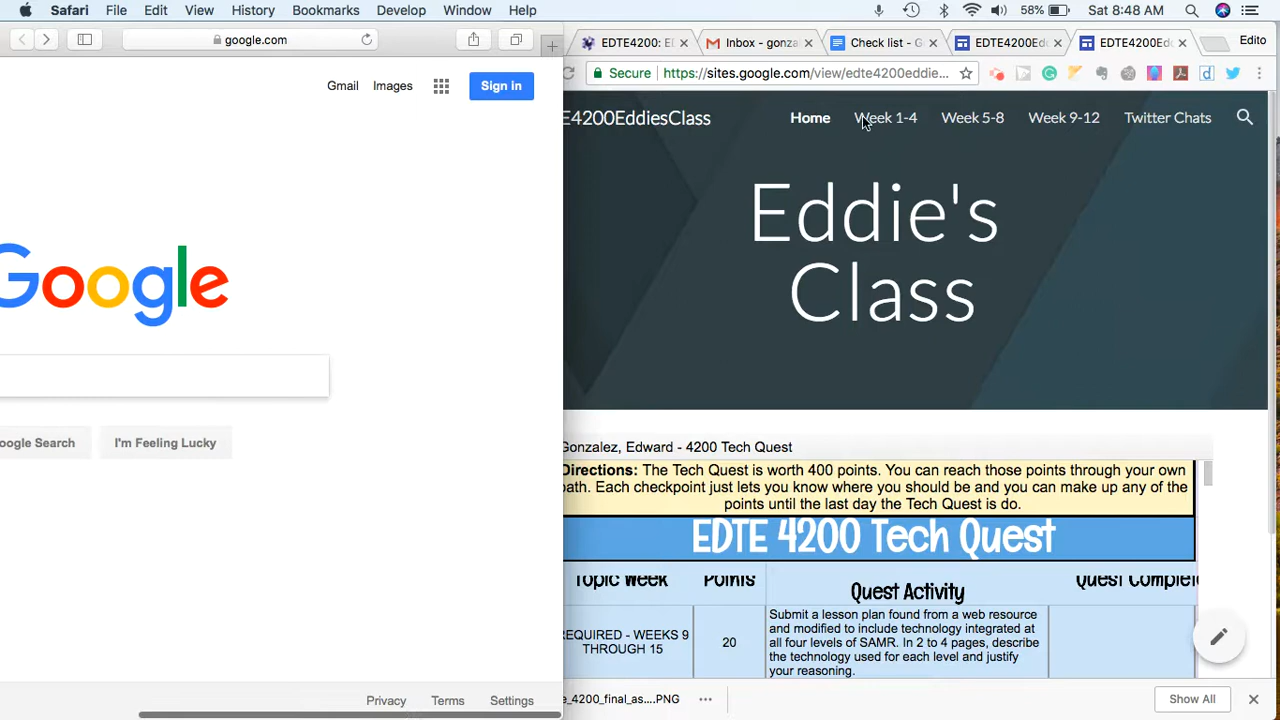 Safari File Edit View History Bookmarks Develop Window Help 58% Sat 8:48 AM
google.com
Gmail Images Sign in
Google
oogle Search I'm Feeling Lucky
Privacy Terms Settings
EDTE4200: E Inbox - gonza Check list - G EDTE4200Edd EDTE4200Edd Edito
Secure https://sites.google.com/view/edte4200eddie...
E4200EddiesClass Home Week 1-4 Week 5-8 Week 9-12 Twitter Chats
Eddie's
Class
Gonzalez, Edward - 4200 Tech Quest
Directions: The Tech Quest is worth 400 points. You can reach those points through your own
path. Each checkpoint just lets you know where you should be and you can make up any of the
points until the last day the Tech Quest is do.
EDTE 4200 Tech Quest
Topic Week Points Quest Activity Quest Complet
REQUIRED - WEEKS 9
THROUGH 15
20
Submit a lesson plan found from a web resource
and modified to include technology integrated at
all four levels of SAMR. In 2 to 4 pages, describe
the technology used for each level and justify
your reasoning.
e_4200_final_as....PNG Show All